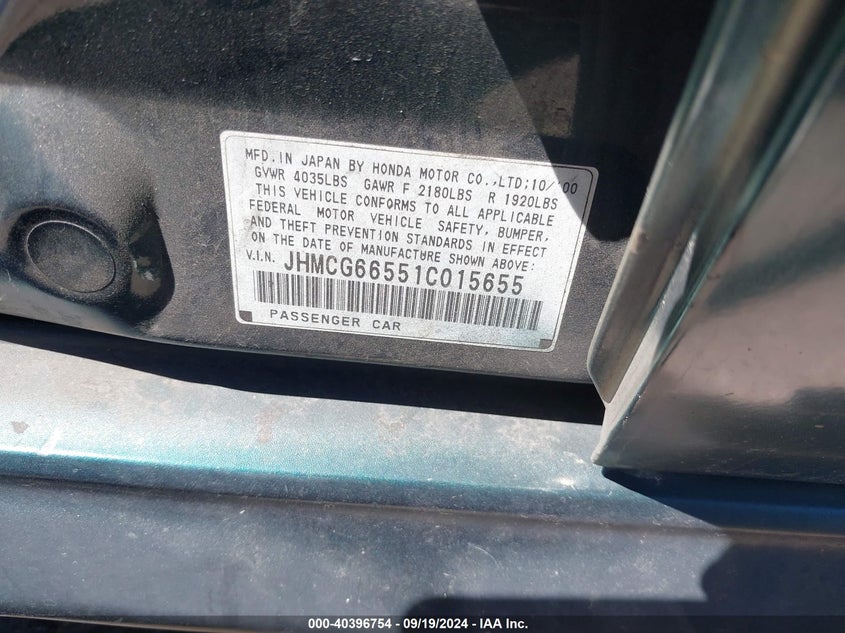 MFD. IN JAPAN BY HONDA MOTOR CO.,LTD;10/'00
GVWR 4035LBS GAWR F 2180LBS R 1920LBS
THIS VEHICLE CONFORMS TO ALL APPLICABLE
FEDERAL MOTOR VEHICLE SAFETY, BUMPER,
AND THEFT PREVENTION STANDARDS IN EFFECT
ON THE DATE OF MANUFACTURE SHOWN ABOVE:
V.I.N. JHMCG66551C015655
PASSENGER CAR
000-40396754 - 09/19/2024 - IAA Inc.